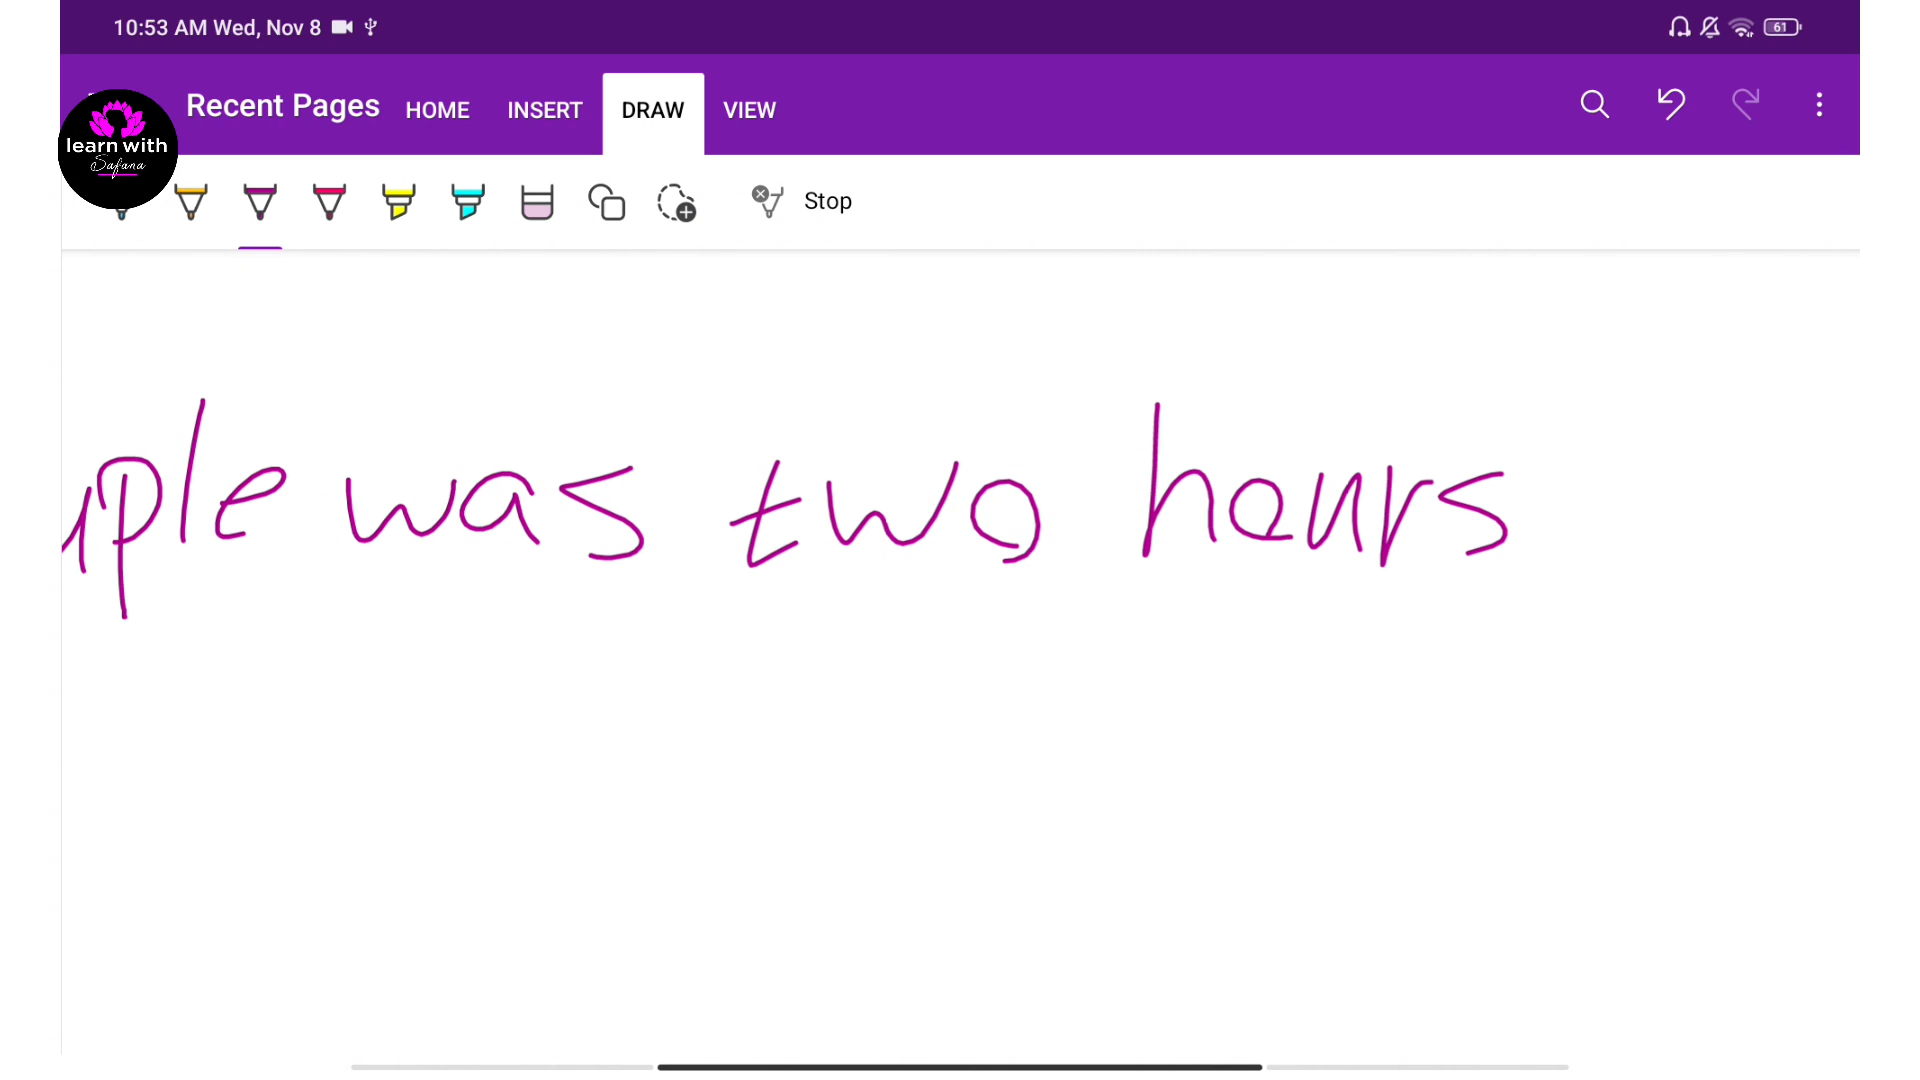 10:53 AM Wed, Nov 8
61
Recent Pages HOME INSERT DRAW VIEW
learn with
Safana
Stop
was two hours